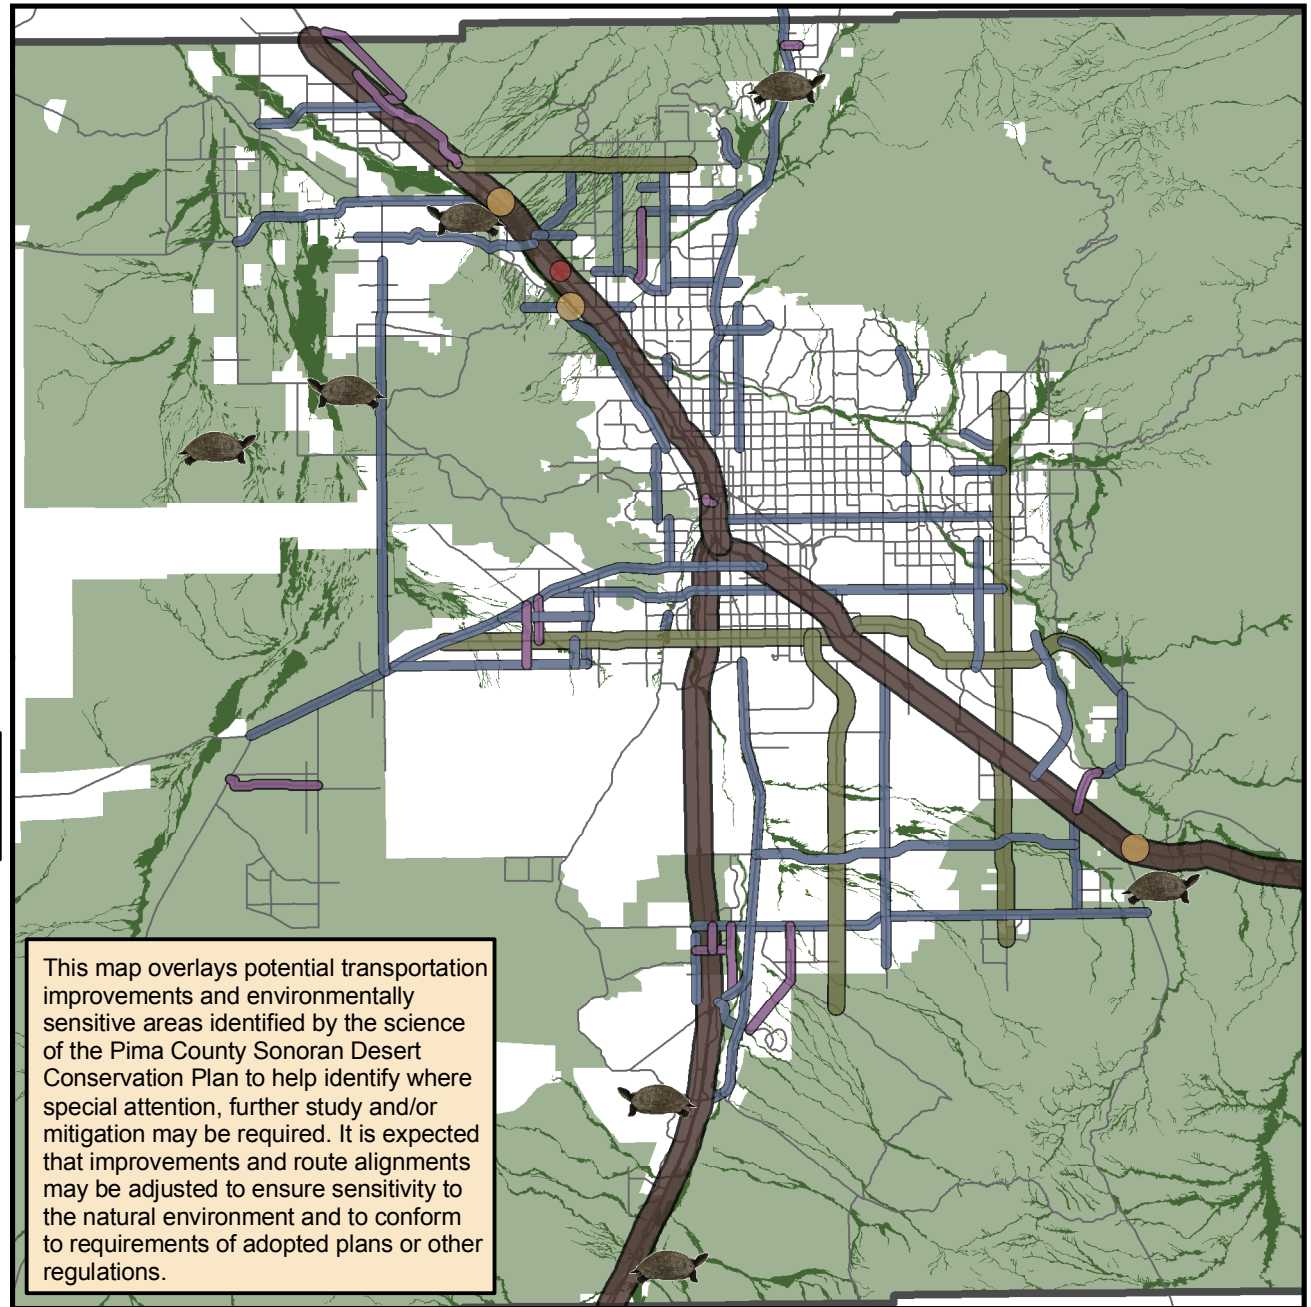 This map overlays potential transportation
improvements and environmentally
sensitive areas identified by the science
of the Pima County Sonoran Desert
Conservation Plan to help identify where
special attention, further study and/or
mitigation may be required. It is expected
that improvements and route alignments
may be adjusted to ensure sensitivity to
the natural environment and to conform
to requirements of adopted plans or other
regulations.